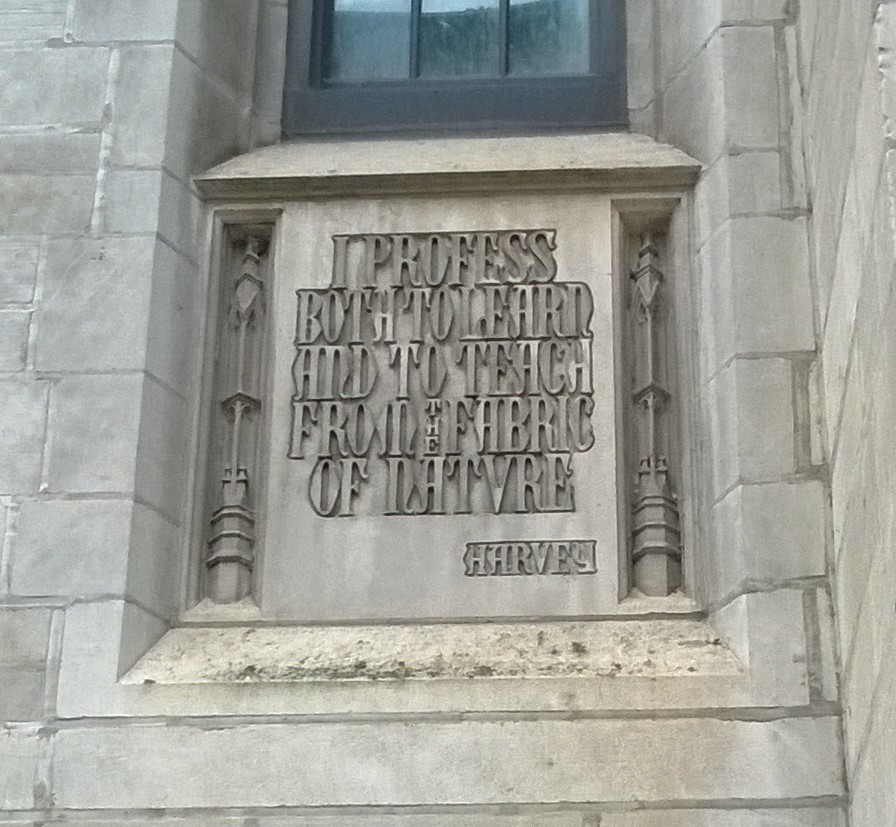 I PROFESS
BOTH TO LEARN
AND TO TEACH
FROM THE FABRIC
OF NATVRE
HARVEY